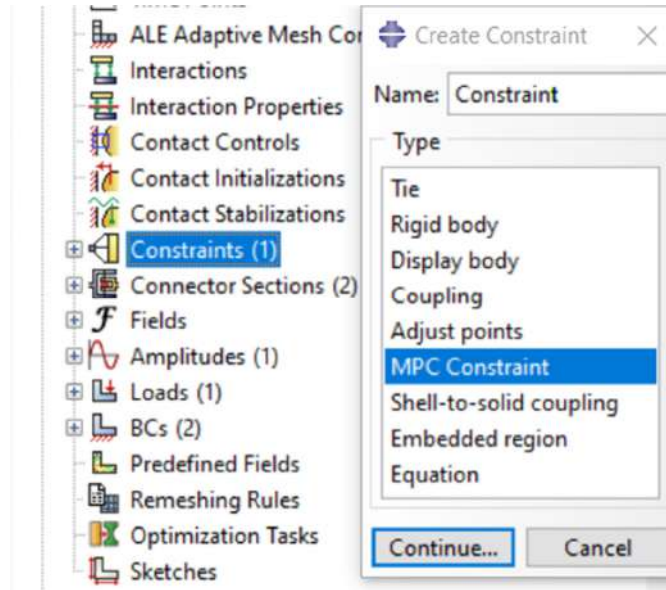 ALE Adaptive Mesh Cor
Interactions
Interaction Properties
Contact Controls
Contact Initializations
Contact Stabilizations
Constraints (1)
Connector Sections (2)
Fields
Amplitudes (1)
Loads (1)
BCs (2)
Predefined Fields
Remeshing Rules
Optimization Tasks
Sketches
Create Constraint
Name: Constraint
Type
Tie
Rigid body
Display body
Coupling
Adjust points
MPC Constraint
Shell-to-solid coupling
Embedded region
Equation
Continue... Cancel